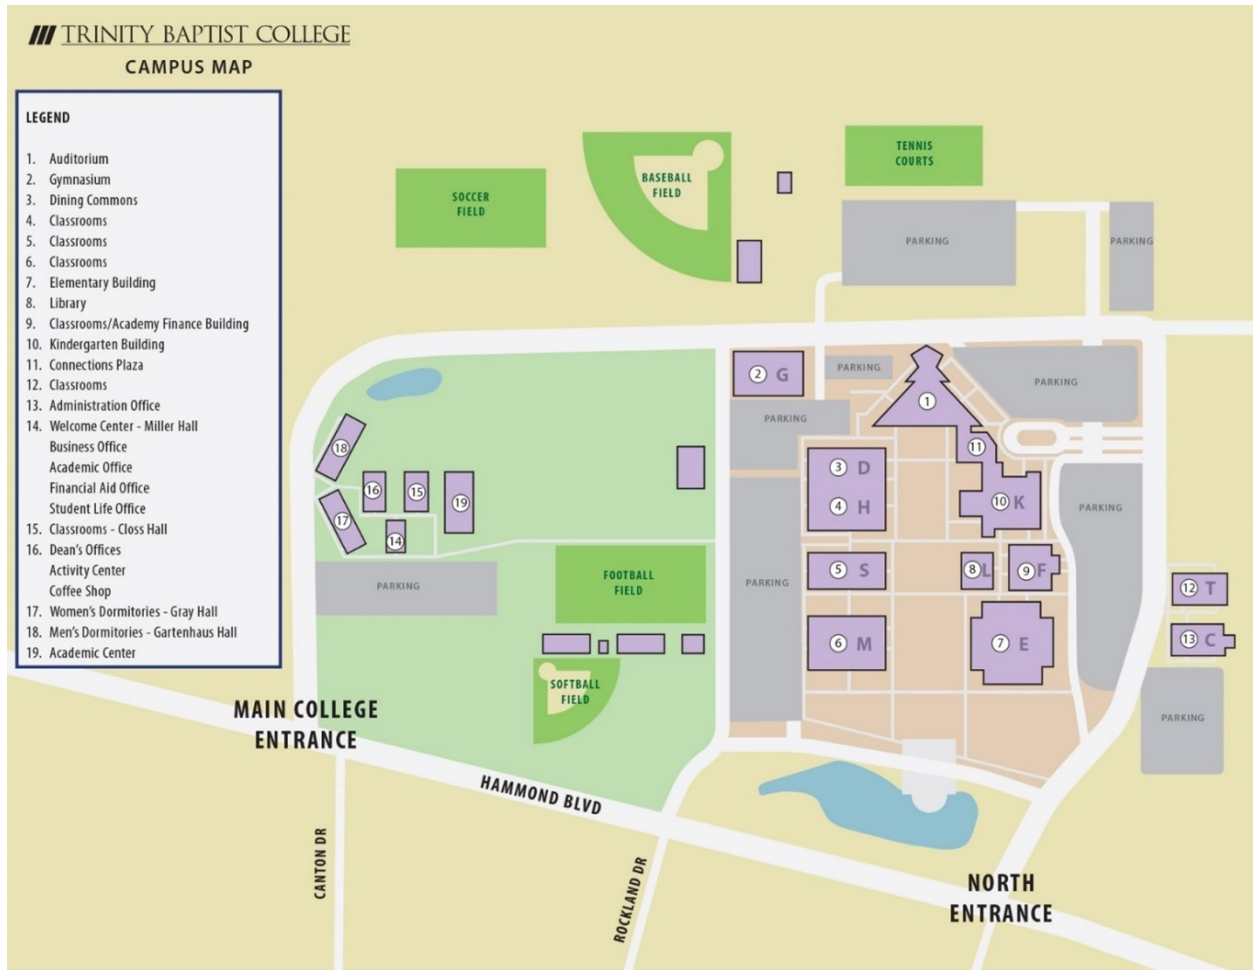 TRINITY BAPTIST COLLEGE
CAMPUS MAP
LEGEND
1. Auditorium
2. Gymnasium
3. Dining Commons
4. Classrooms
5. Classrooms
6. Classrooms
7. Elementary Building
8. Library
9. Classrooms/Academy Finance Building
10. Kindergarten Building
11. Connections Plaza
12. Classrooms
13. Administration Office
14. Welcome Center - Miller Hall
Business Office
Academic Office
Financial Aid Office
Student Life Office
15. Classrooms - Closs Hall
16. Dean's Offices
Activity Center
Coffee Shop
17. Women's Dormitories - Gray Hall
18. Men's Dormitories - Gartenhaus Hall
19. Academic Center
TENNIS
COURTS
BASEBALL
FIELD
SOCCER
FIELD
PARKING
PARKING
2 G
PARKING
1
PARKING
PARKING
18
11
3 D
16
15
19
10 K
4 H
PARKING
17
14
PARKING
FOOTBALL
FIELD
PARKING
5 S
8 L
9 F
12 T
6 M
7 E
13 C
SOFTBALL
FIELD
PARKING
MAIN COLLEGE
ENTRANCE
HAMMOND BLVD
CANTON DR
ROCKLAND DR
NORTH
ENTRANCE